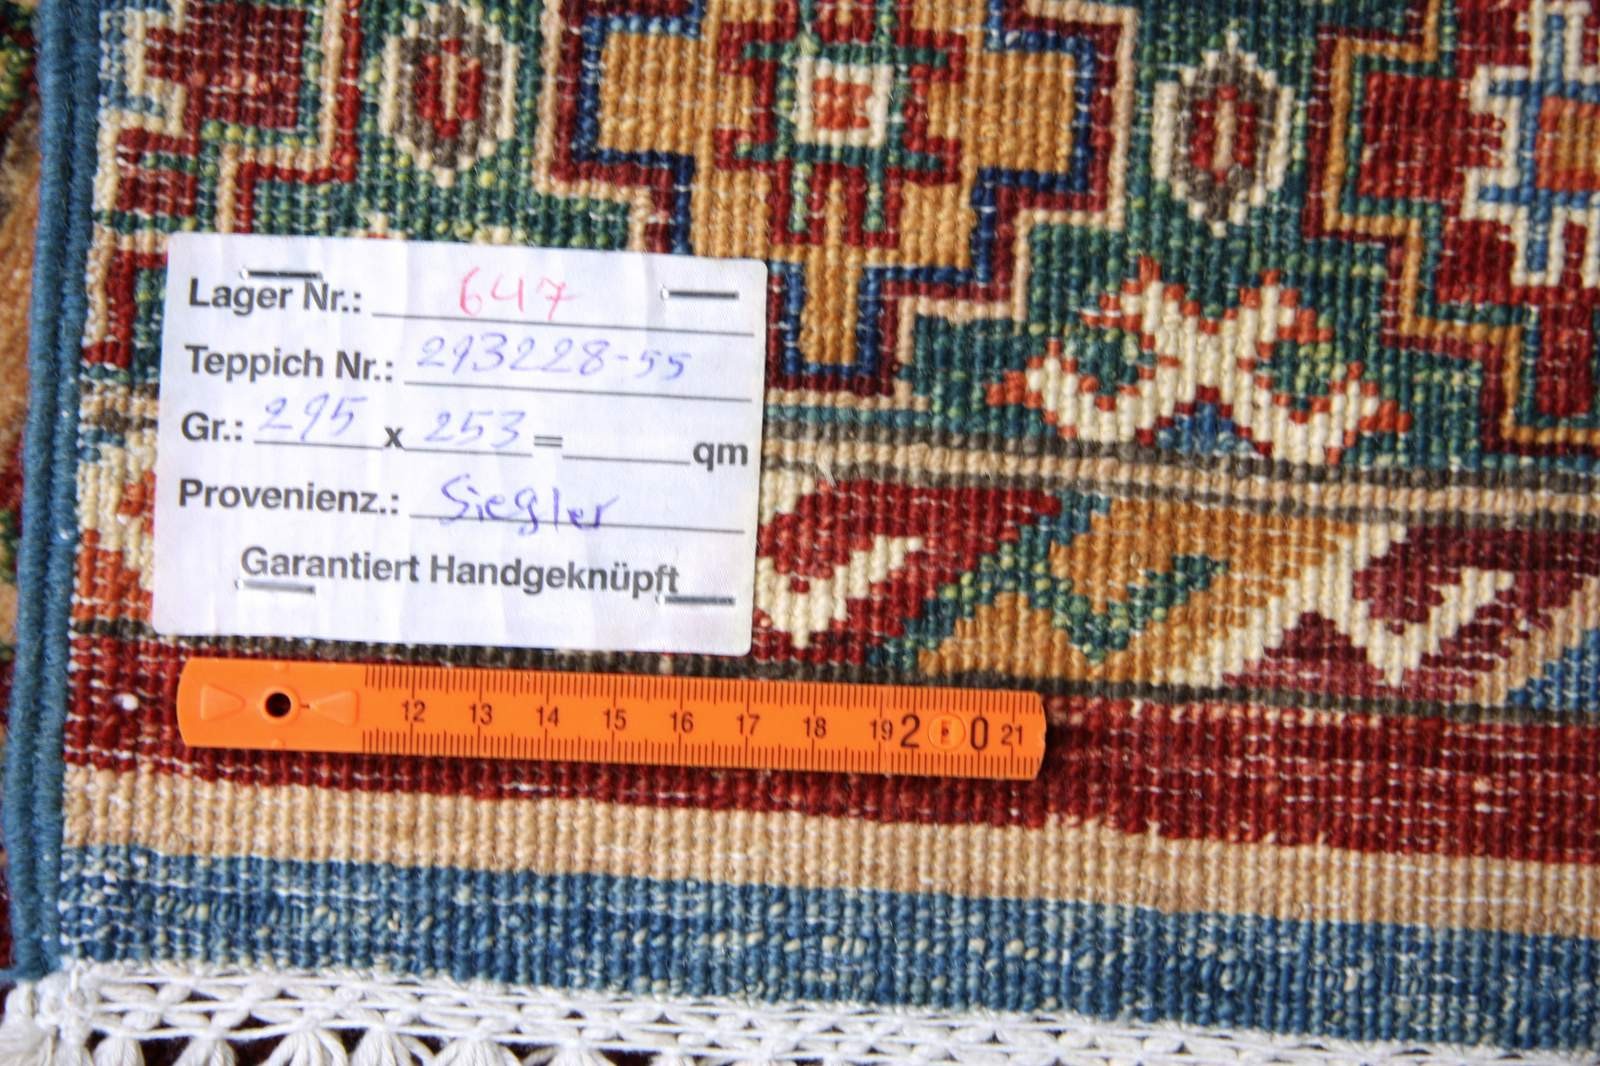 Lager Nr.: 647
Teppich Nr.: 293228-55
Gr.: 295 x 253 = qm
Provenienz.: Siegler
Garantiert Handgeknüpft
12 13 14 15 16 17 18 19 20 21